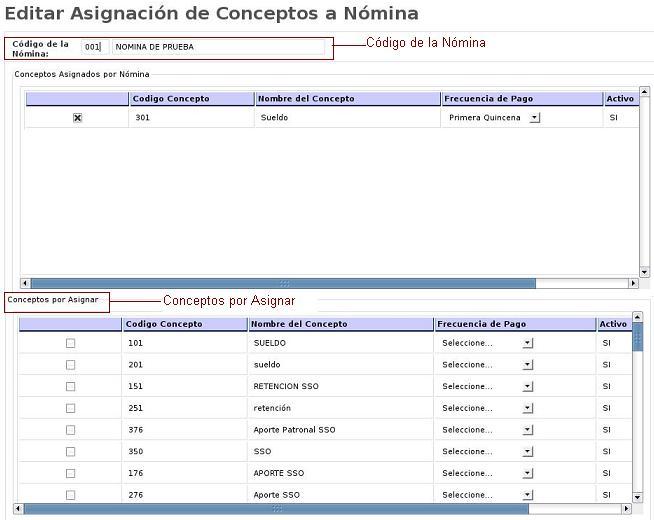 Editar Asignación de Conceptos a Nómina
Código de la Nómina: 001 NOMINA DE PRUEBA Código de la Nómina
Conceptos Asignados por Nómina
Codigo Concepto Nombre del Concepto Frecuencia de Pago Activo
301 Sueldo Primera Quincena SI
Conceptos por Asignar Conceptos por Asignar
Codigo Concepto Nombre del Concepto Frecuencia de Pago Activo
101 SUELDO Seleccione... SI
201 sueldo Seleccione... SI
151 RETENCION SSO Seleccione... SI
251 retención Seleccione... SI
376 Aporte Patronal SSO Seleccione... SI
350 SSO Seleccione... SI
176 APORTE SSO Seleccione... SI
276 Aporte SSO Seleccione... SI